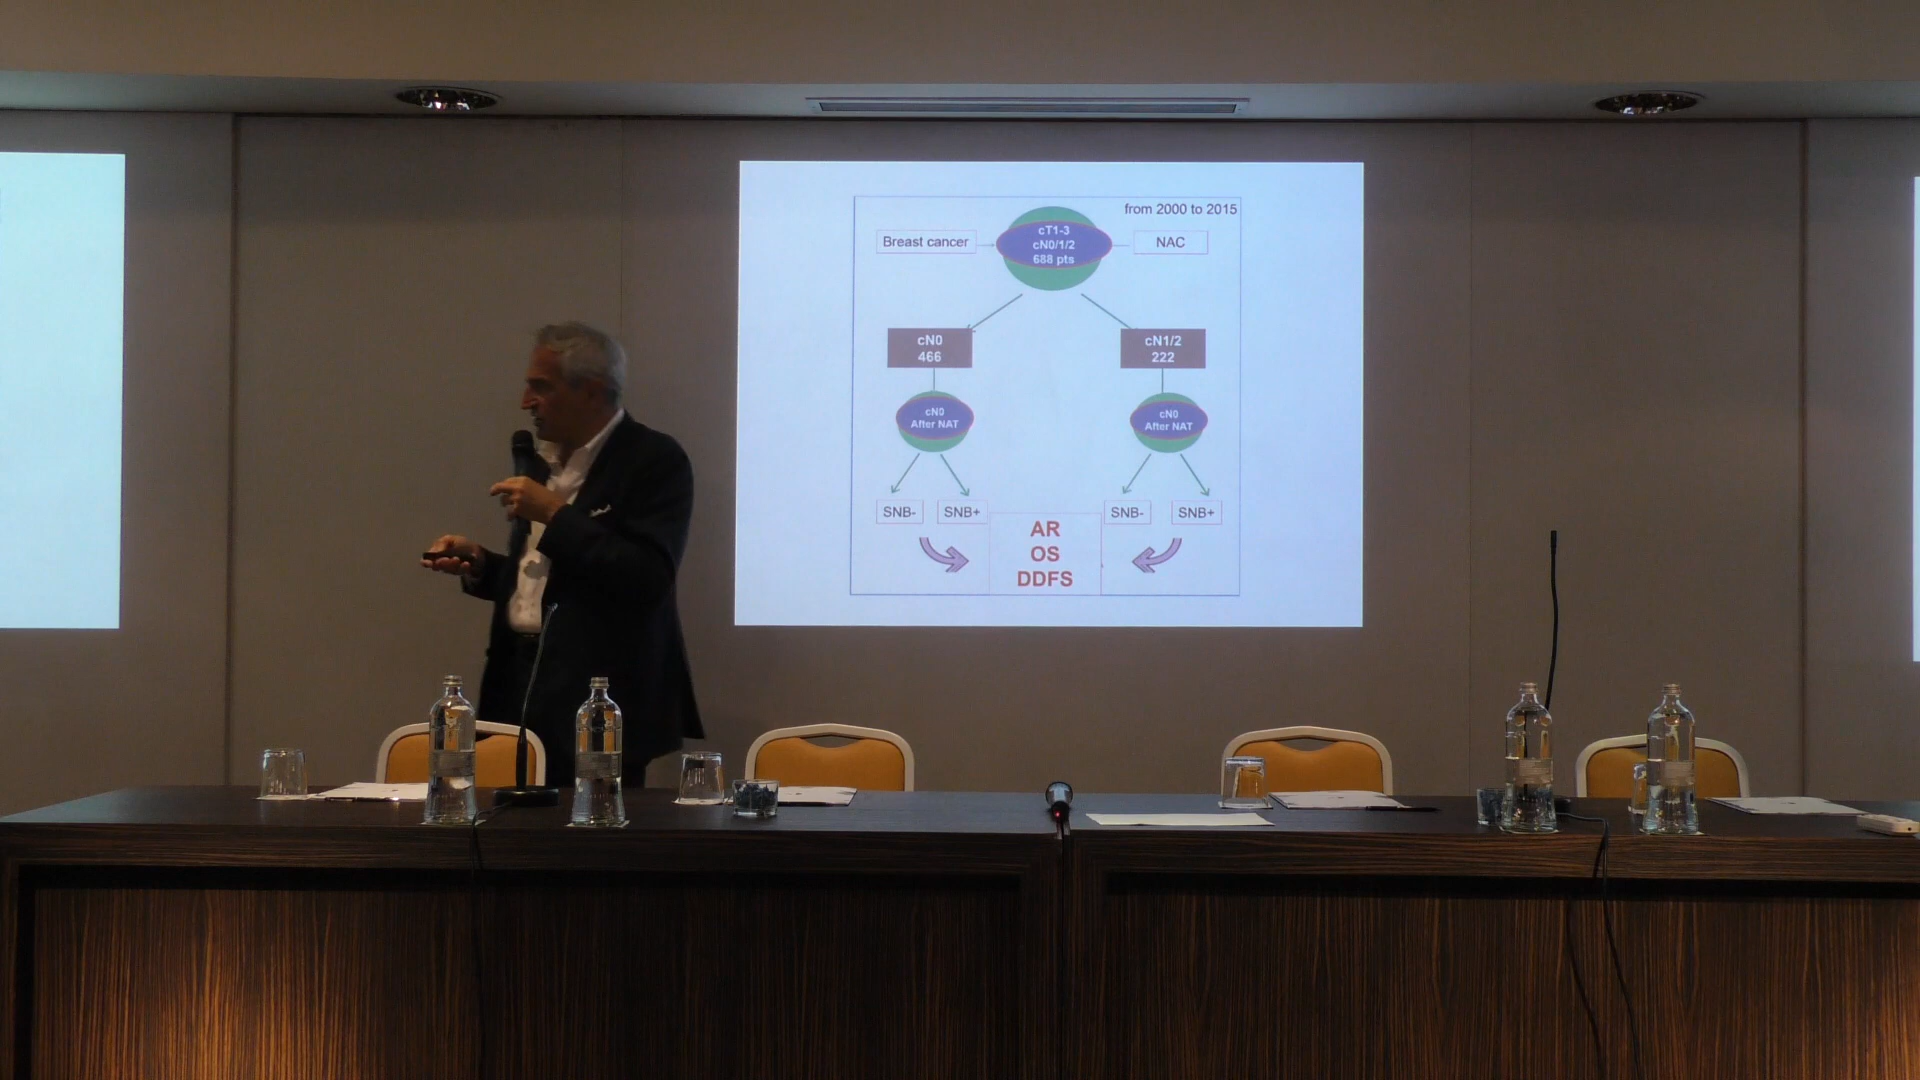 from 2000 to 2015
Breast cancer
cT1-3
cN0/1/2
688 pts
NAC
cN0
466
cN1/2
222
cN0
After NAT
cN0
After NAT
SNB-
SNB+
SNB-
SNB+
AR
OS
DDFS